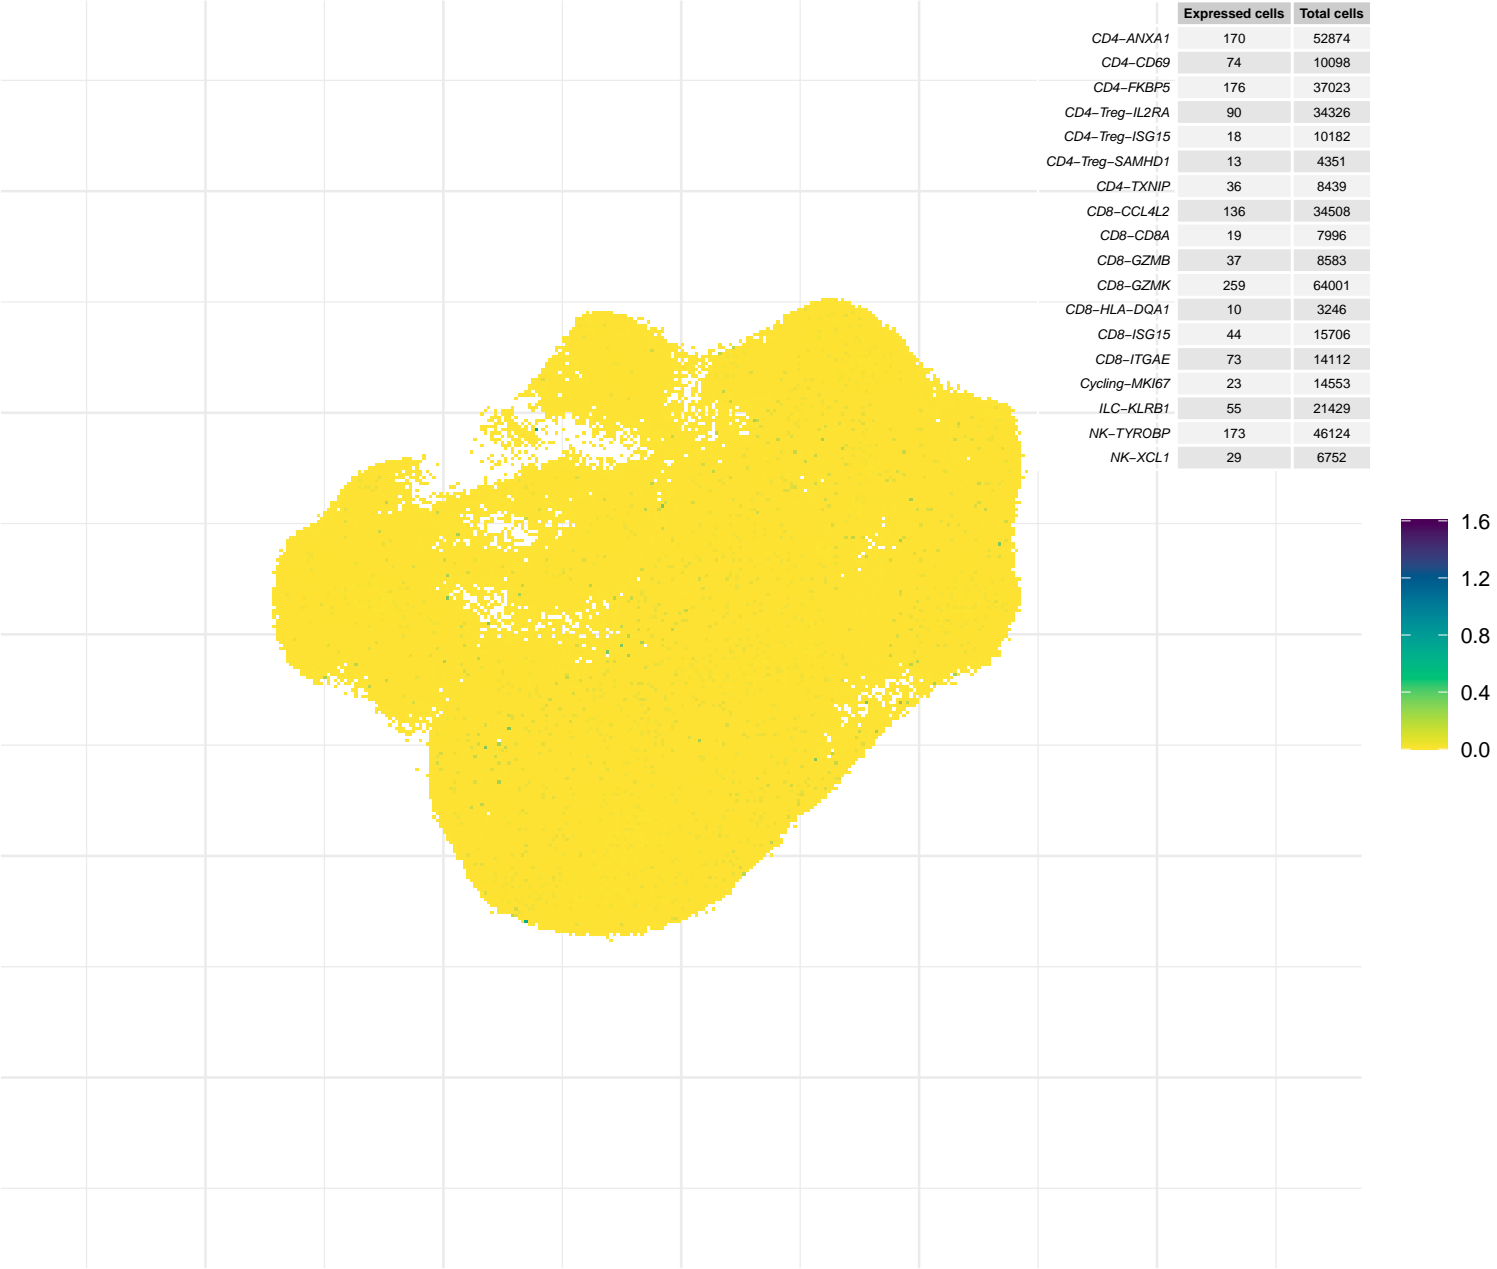 Expressed cells Total cells
CD4−ANXA1 170 52874
CD4−CD69 74 10098
CD4−FKBP5 176 37023
CD4−Treg−IL2RA 90 34326
CD4−Treg−ISG15 18 10182
CD4−Treg−SAMHD1 13 4351
CD4−TXNIP 36 8439
CD8−CCL4L2 136 34508
CD8−CD8A 19 7996
CD8−GZMB 37 8583
CD8−GZMK 259 64001
CD8−HLA−DQA1 10 3246
CD8−ISG15 44 15706
CD8−ITGAE 73 14112
Cycling−MKI67 23 14553
ILC−KLRB1 55 21429
NK−TYROBP 173 46124
NK−XCL1 29 6752
1.6
1.2
0.8
0.4
0.0